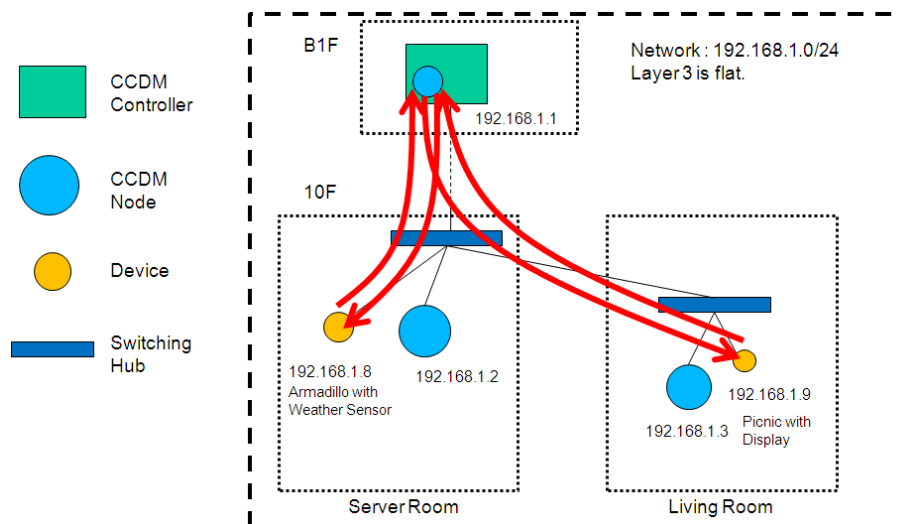 CCDM
Controller
CCDM
Node
Device
Switching
Hub
B1F
Network : 192.168.1.0/24
Layer 3 is flat.
192.168.1.1
10F
192.168.1.8
Armadillo with
Weather Sensor
192.168.1.2
192.168.1.3
192.168.1.9
Picnic with
Display
Server Room
Living Room